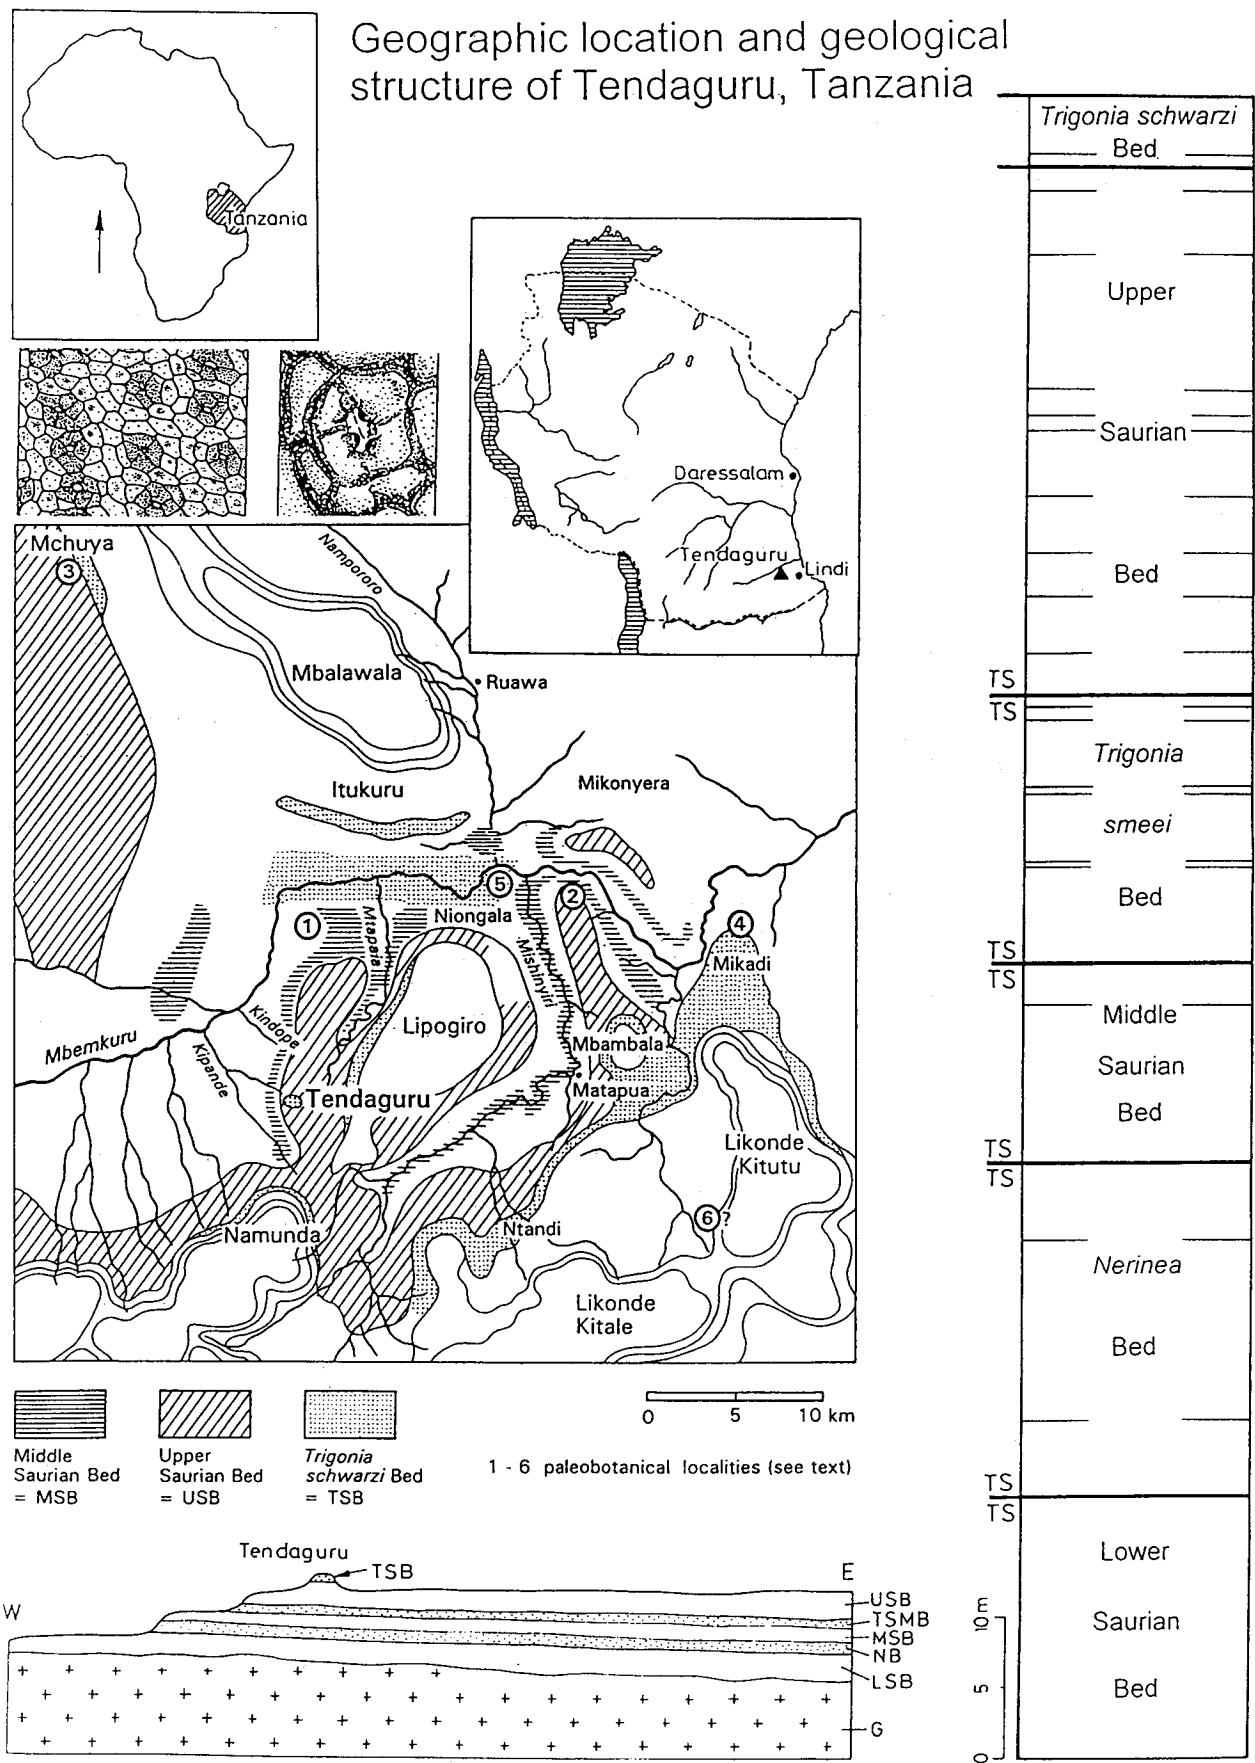 Geographic location and geological
structure of Tendaguru, Tanzania
Tanzania
Daressalam
Tendaguru
Lindi
Mchuya
3
Nampororo
Mbalawala
Ruawa
Itukuru
Mikonyera
5
1
2
4
Mtapaia
Niongala
Mishinyiri
Mikadi
Kindope
Lipogiro
Mbemkuru
Kipande
Mbambala
Matapua
Tendaguru
Likonde
Kitutu
6 ?
Namunda
Ntandi
Likonde
Kitale
Middle
Saurian Bed
= MSB
Upper
Saurian Bed
= USB
Trigonia
schwarzi Bed
= TSB
0 5 10 km
1 - 6 paleobotanical localities (see text)
Tendaguru
TSB
W
E
USB
TSMB
MSB
NB
LSB
G
Trigonia schwarzi
Bed
Upper
Saurian
Bed
TS
TS
Trigonia
smeei
Bed
TS
TS
Middle
Saurian
Bed
TS
TS
Nerinea
Bed
TS
TS
Lower
Saurian
Bed
10m
5
0